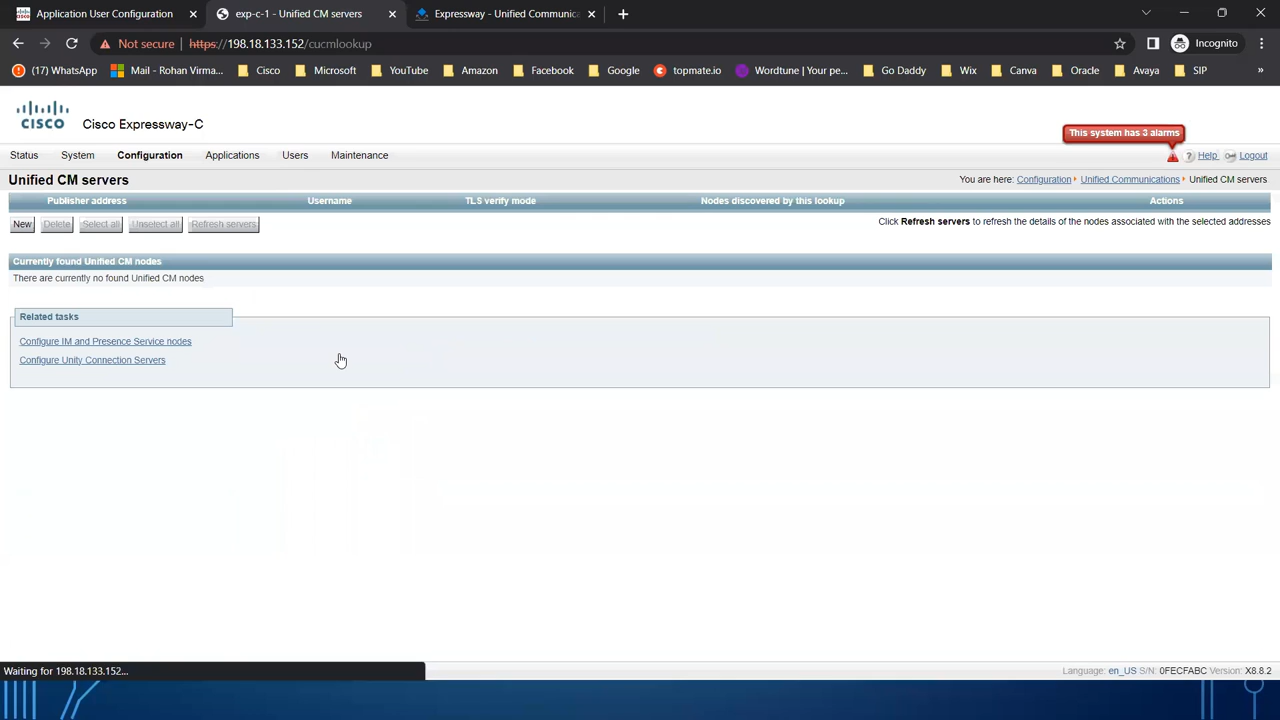 Application User Configuration
exp-c-1 - Unified CM servers
Expressway - Unified Communica
Not secure
https://198.18.133.152/cucmlookup
Incognito
(17) WhatsApp
Mail - Rohan Virma...
Cisco
Microsoft
YouTube
Amazon
Facebook
Google
topmate.io
Wordtune | Your pe...
Go Daddy
Wix
Canva
Oracle
Avaya
SIP
»
CISCO
Cisco Expressway-C
This system has 3 alarms
Status System Configuration Applications Users Maintenance
? Help Logout
Unified CM servers
You are here: Configuration Unified Communications Unified CM servers
Publisher address Username TLS verify mode Nodes discovered by this lookup Actions
New Delete Select all Unselect all Refresh servers
Click Refresh servers to refresh the details of the nodes associated with the selected addresses
Currently found Unified CM nodes
There are currently no found Unified CM nodes
Related tasks
Configure IM and Presence Service nodes
Configure Unity Connection Servers
Waiting for 198.18.133.152...
Language: en_US S/N: 0FECFABC Version: X8.8.2